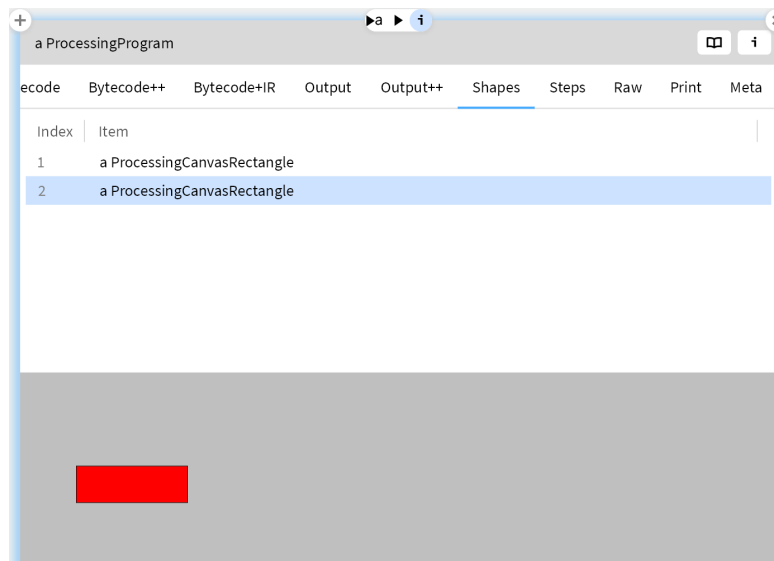 ▶a ▶ i
a ProcessingProgram i
ecode Bytecode++ Bytecode+IR Output Output++ Shapes Steps Raw Print Meta
Index Item
1 a ProcessingCanvasRectangle
2 a ProcessingCanvasRectangle